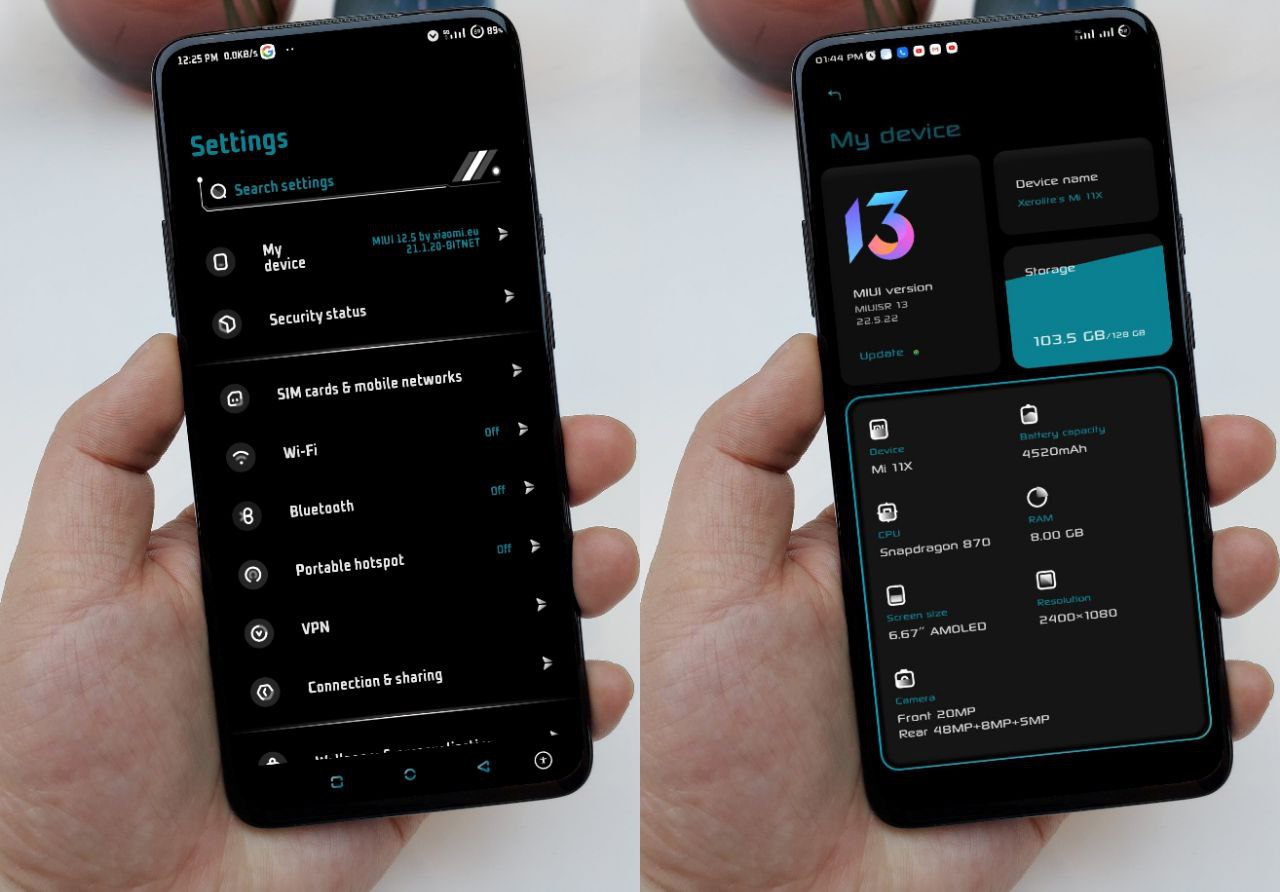 12:25 PM 0.0KB/s
89%
Settings
Search settings
My
device
MIUI 12.5 by xiaomi.eu
21.1.20-BITNET
Security status
SIM cards & mobile networks
Wi-Fi
Off
Bluetooth
Off
Portable hotspot
Off
VPN
Connection & sharing
01:44 PM
My device
13
MIUI version
MIUISR 13
22.5.22
Update
Device name
Xerolite's Mi 11X
Storage
103.5 GB/128 GB
Device
Mi 11X
Battery capacity
4520mAh
CPU
Snapdragon 870
RAM
8.00 GB
Screen size
6.67" AMOLED
Resolution
2400×1080
Camera
Front 20MP
Rear 48MP+8MP+5MP